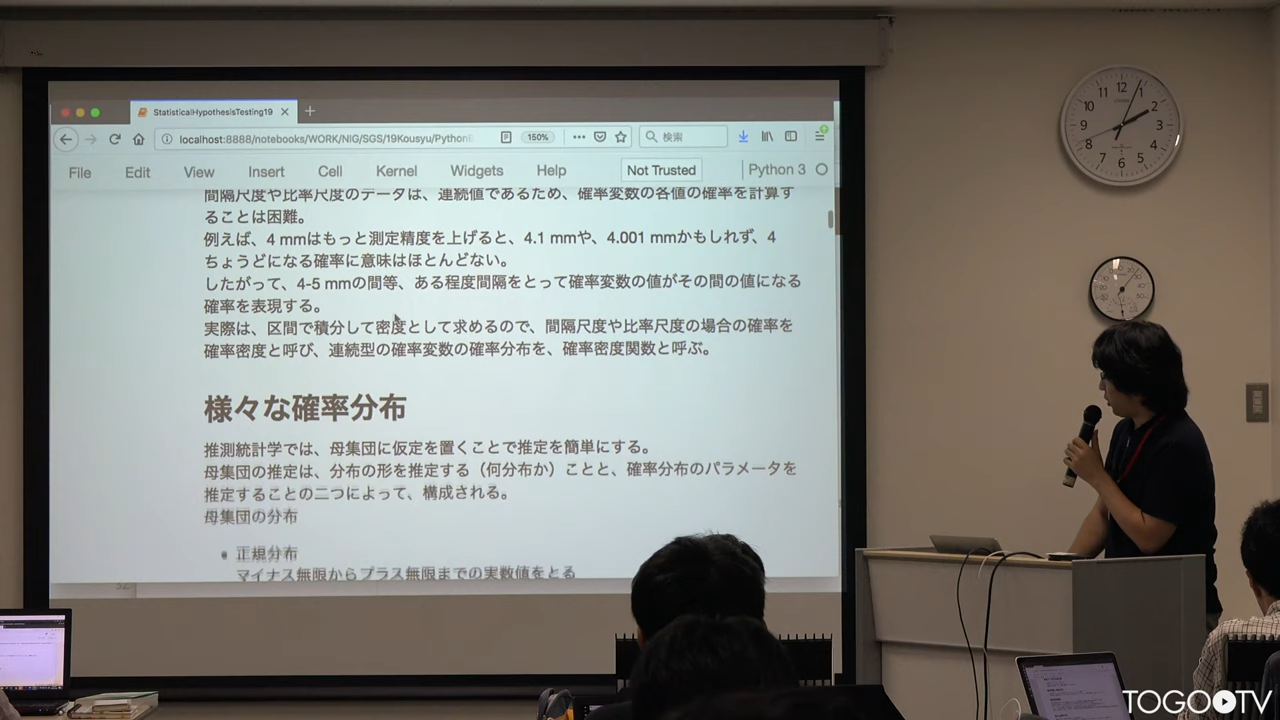 StatisticalHypothesisTesting19
localhost:8888/notebooks/WORK/NIG/SGS/19Kousyu/Python
150%
検索
File Edit View Insert Cell Kernel Widgets Help Not Trusted Python 3
間隔尺度や比率尺度のデータは、連続値であるため、確率変数の各値の確率を計算す
ることは困難。
例えば、4 mmはもっと測定精度を上げると、4.1 mmや、4.001 mmかもしれず、4
ちょうどになる確率に意味はほとんどない。
したがって、4-5 mmの間等、ある程度間隔をとって確率変数の値がその間の値になる
確率を表現する。
実際は、区間で積分して密度として求めるので、間隔尺度や比率尺度の場合の確率を
確率密度と呼び、連続型の確率変数の確率分布を、確率密度関数と呼ぶ。
様々な確率分布
推測統計学では、母集団に仮定を置くことで推定を簡単にする。
母集団の推定は、分布の形を推定する（何分布か）ことと、確率分布のパラメータを
推定することの二つによって、構成される。
母集団の分布
正規分布
マイナス無限からプラス無限までの実数値をとる
12
1
2
3
4
5
6
7
8
9
10
11
TOGOTV